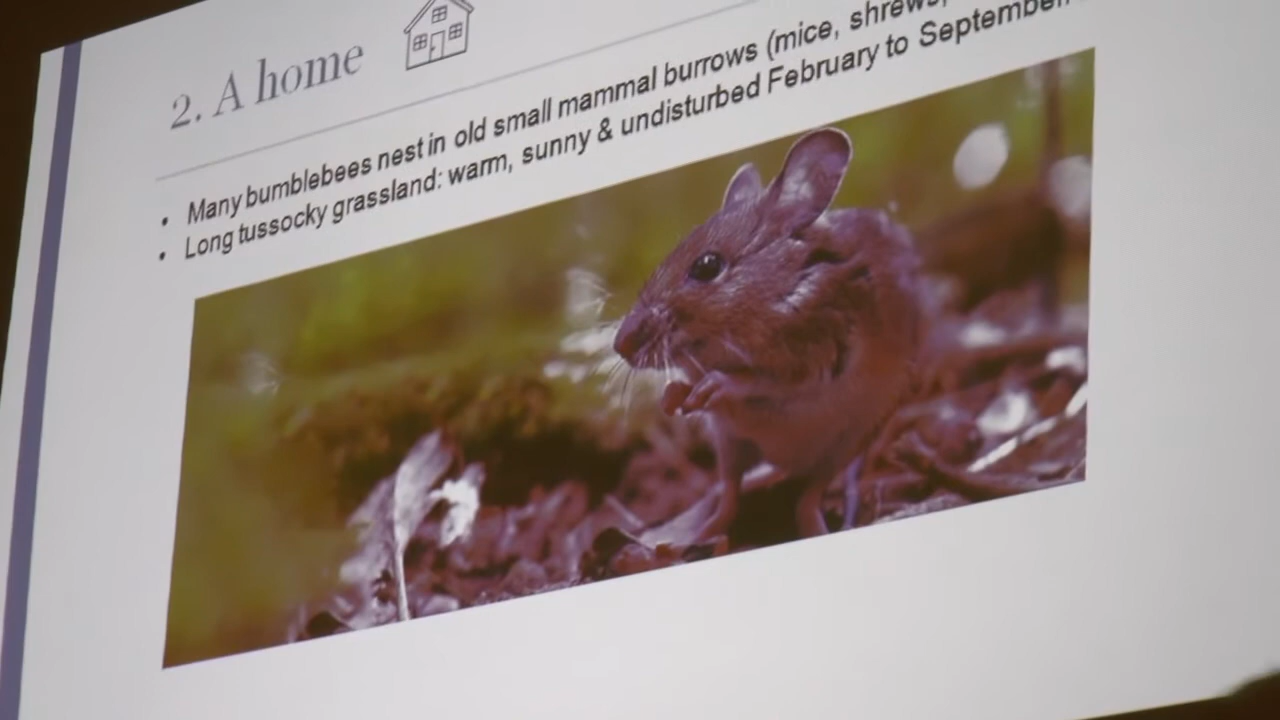 2. A home
• Many bumblebees nest in old small mammal burrows (mice, shrews,
• Long tussocky grassland: warm, sunny & undisturbed February to September.